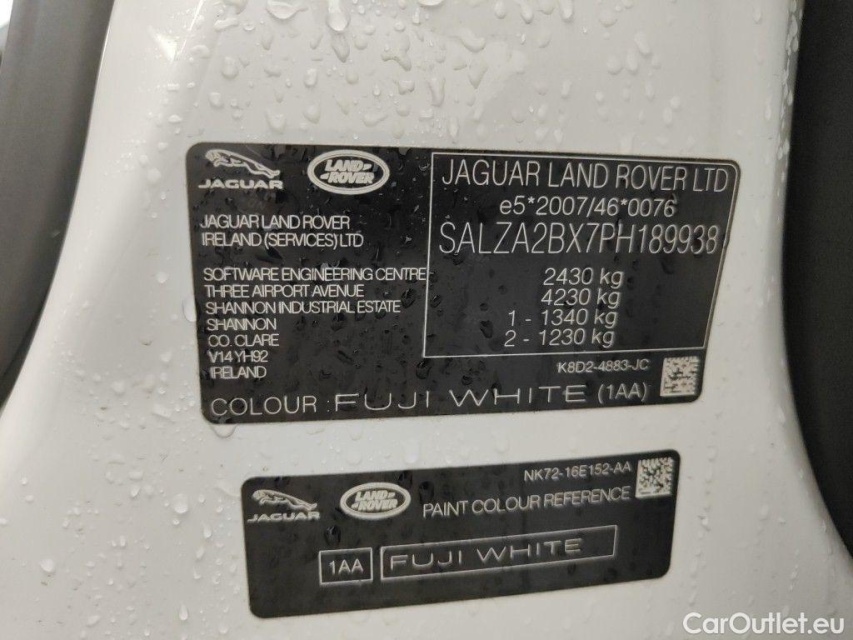 JAGUAR
LAND ROVER
JAGUAR LAND ROVER
IRELAND (SERVICES) LTD
SOFTWARE ENGINEERING CENTRE
THREE AIRPORT AVENUE
SHANNON INDUSTRIAL ESTATE
SHANNON
CO. CLARE
V14 YH92
IRELAND
JAGUAR LAND ROVER LTD
e5*2007/46*0076
SALZA2BX7PH189938
2430 kg
4230 kg
1 - 1340 kg
2 - 1230 kg
K8D2-4883-JC
COLOUR : FUJI WHITE (1AA)
NK72-16E152-AA
JAGUAR
LAND ROVER
PAINT COLOUR REFERENCE
1AA FUJI WHITE
CarOutlet.eu